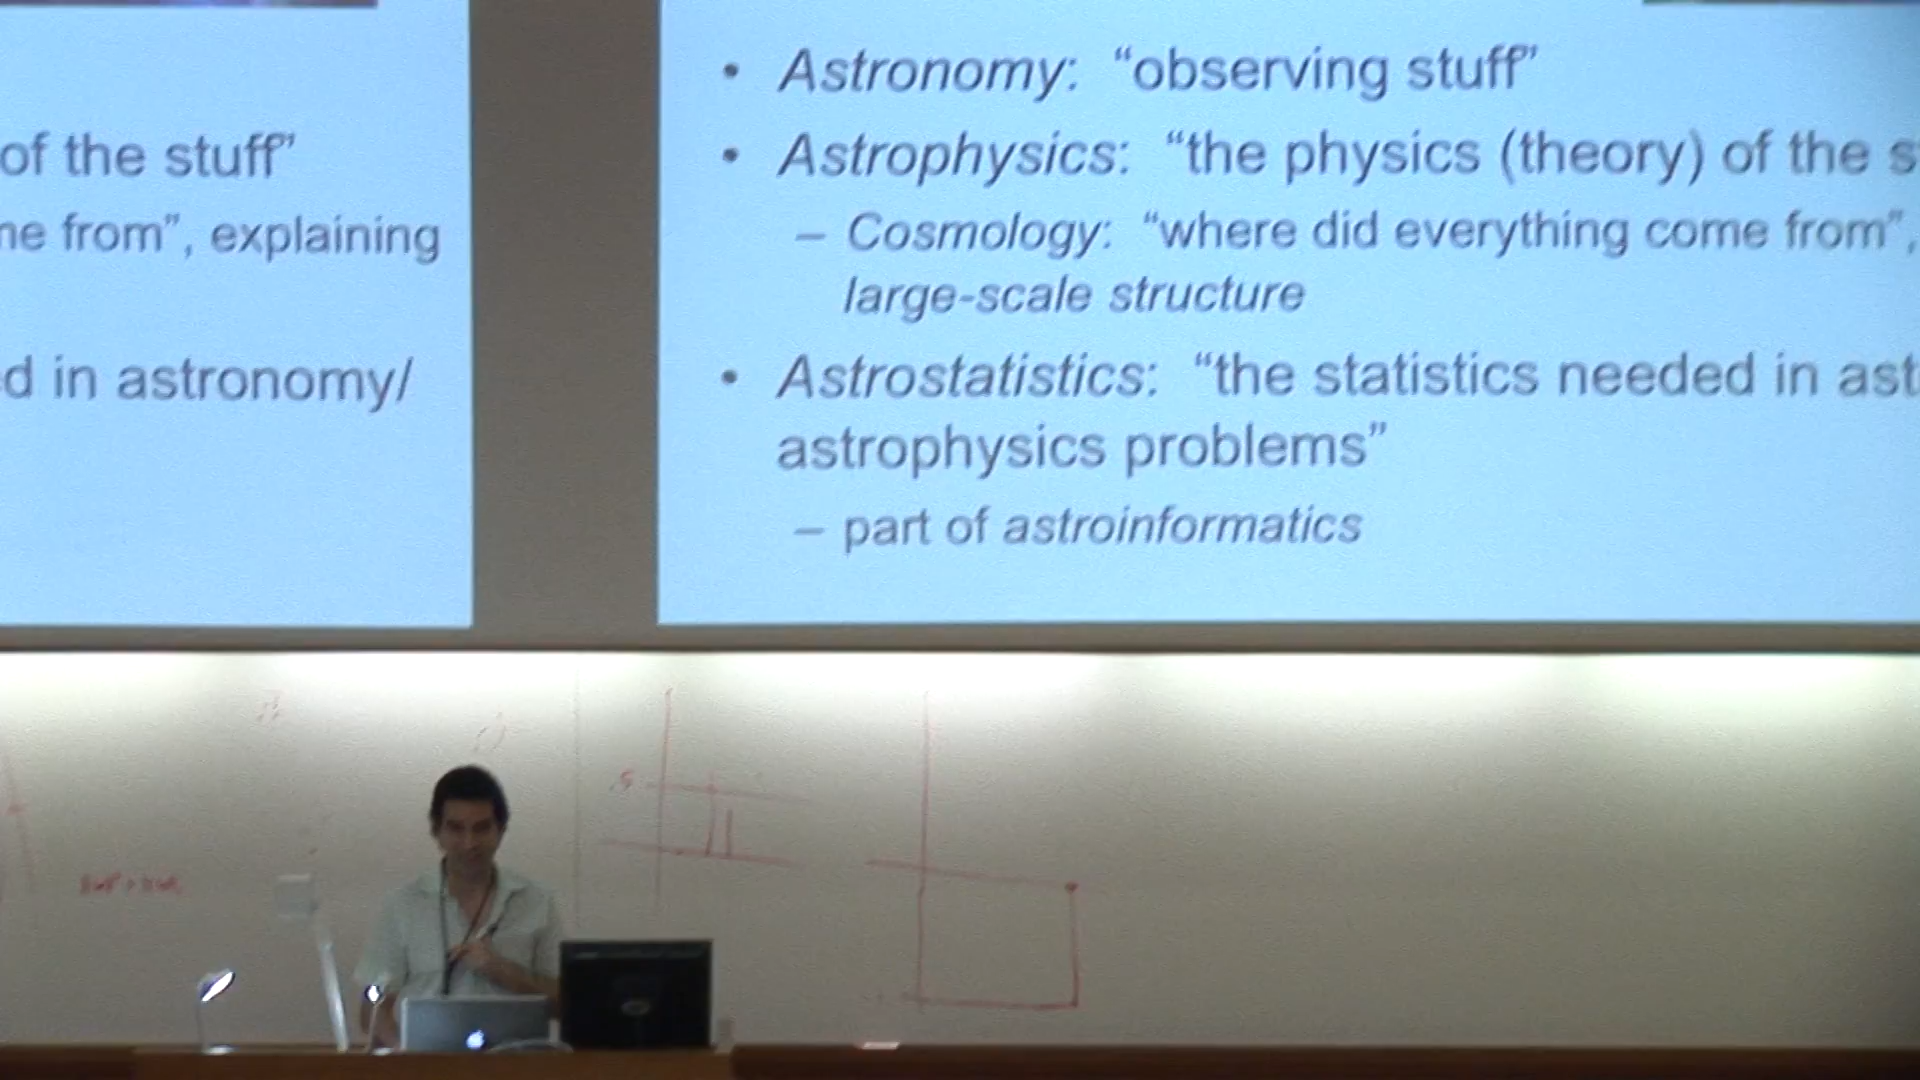 of the stuff”
me from”, explaining
d in astronomy/
• Astronomy: “observing stuff”
• Astrophysics: “the physics (theory) of the s
– Cosmology: “where did everything come from”,
large-scale structure
• Astrostatistics: “the statistics needed in ast
astrophysics problems”
– part of astroinformatics